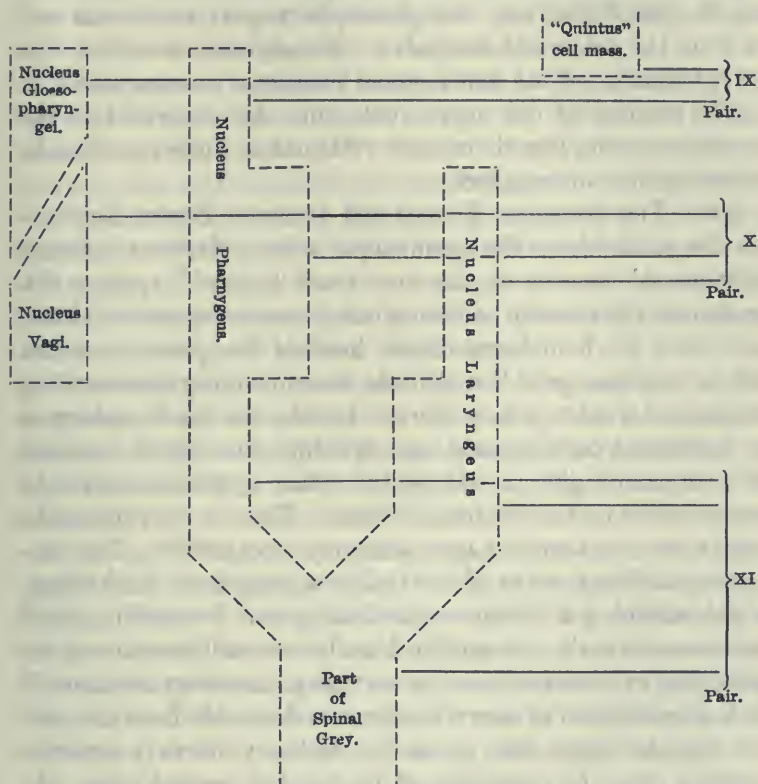 "Quintus"
cell mass.
Nucleus
Glosso-
pharyn-
gei.
IX
Pair.
Nucleus
Pharnygeus.
Nucleus Laryngeus
X
Pair.
Nucleus
Vagi.
XI
Pair.
Part
of
Spinal
Grey.